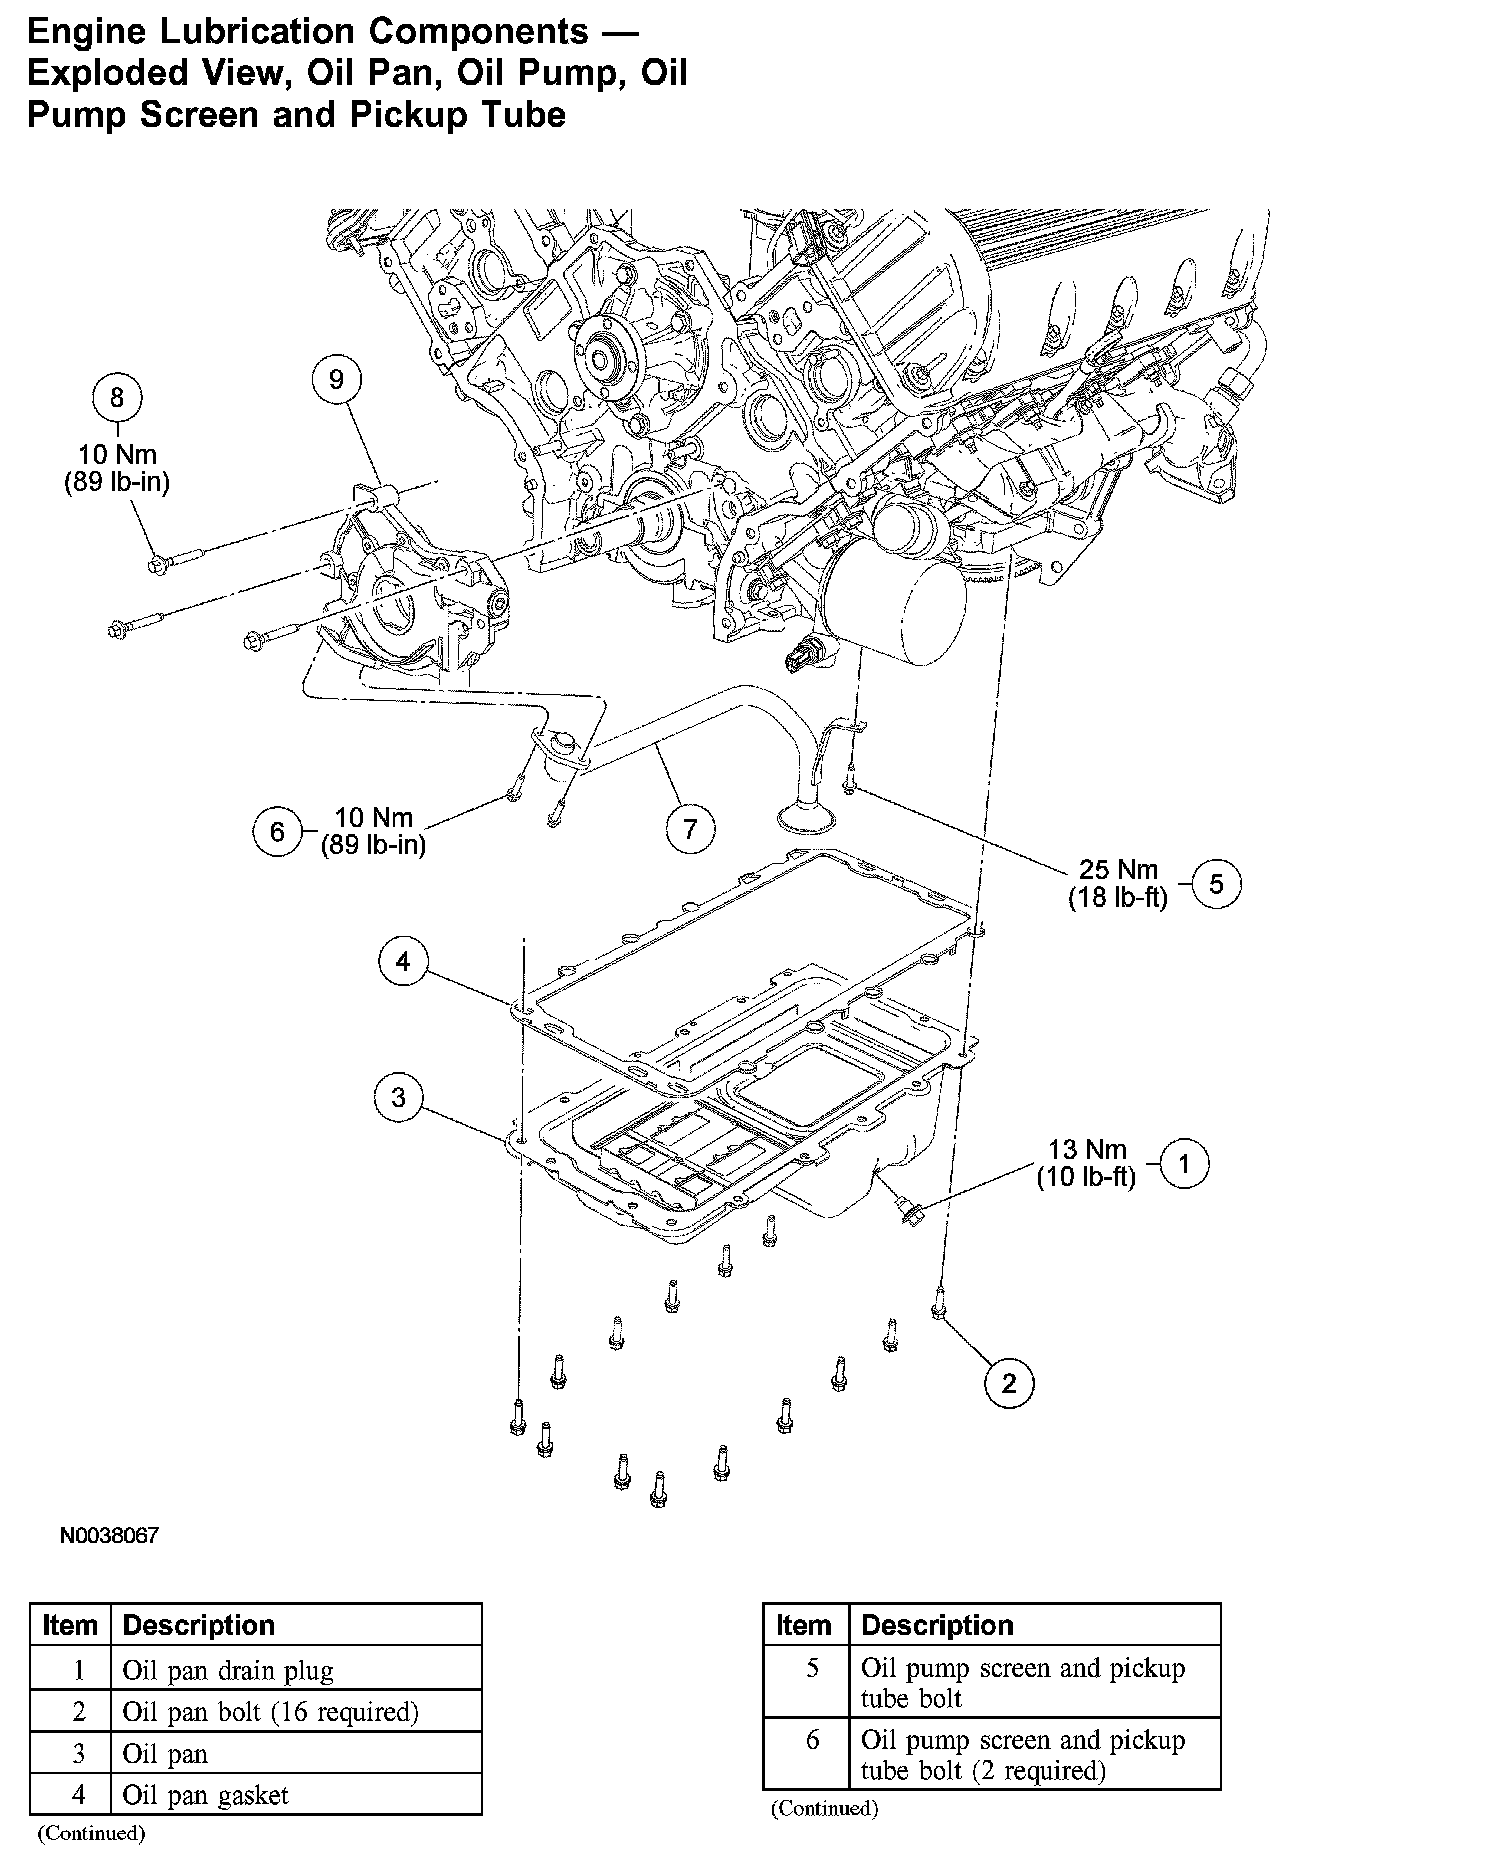 Engine Lubrication Components —
Exploded View, Oil Pan, Oil Pump, Oil
Pump Screen and Pickup Tube
9
8
10 Nm
(89 lb-in)
6
10 Nm
(89 lb-in)
7
25 Nm
(18 lb-ft)
5
4
3
13 Nm
(10 lb-ft)
1
2
N0038067
Item Description
1 Oil pan drain plug
2 Oil pan bolt (16 required)
3 Oil pan
4 Oil pan gasket
(Continued)
Item Description
5 Oil pump screen and pickup
tube bolt
6 Oil pump screen and pickup
tube bolt (2 required)
(Continued)